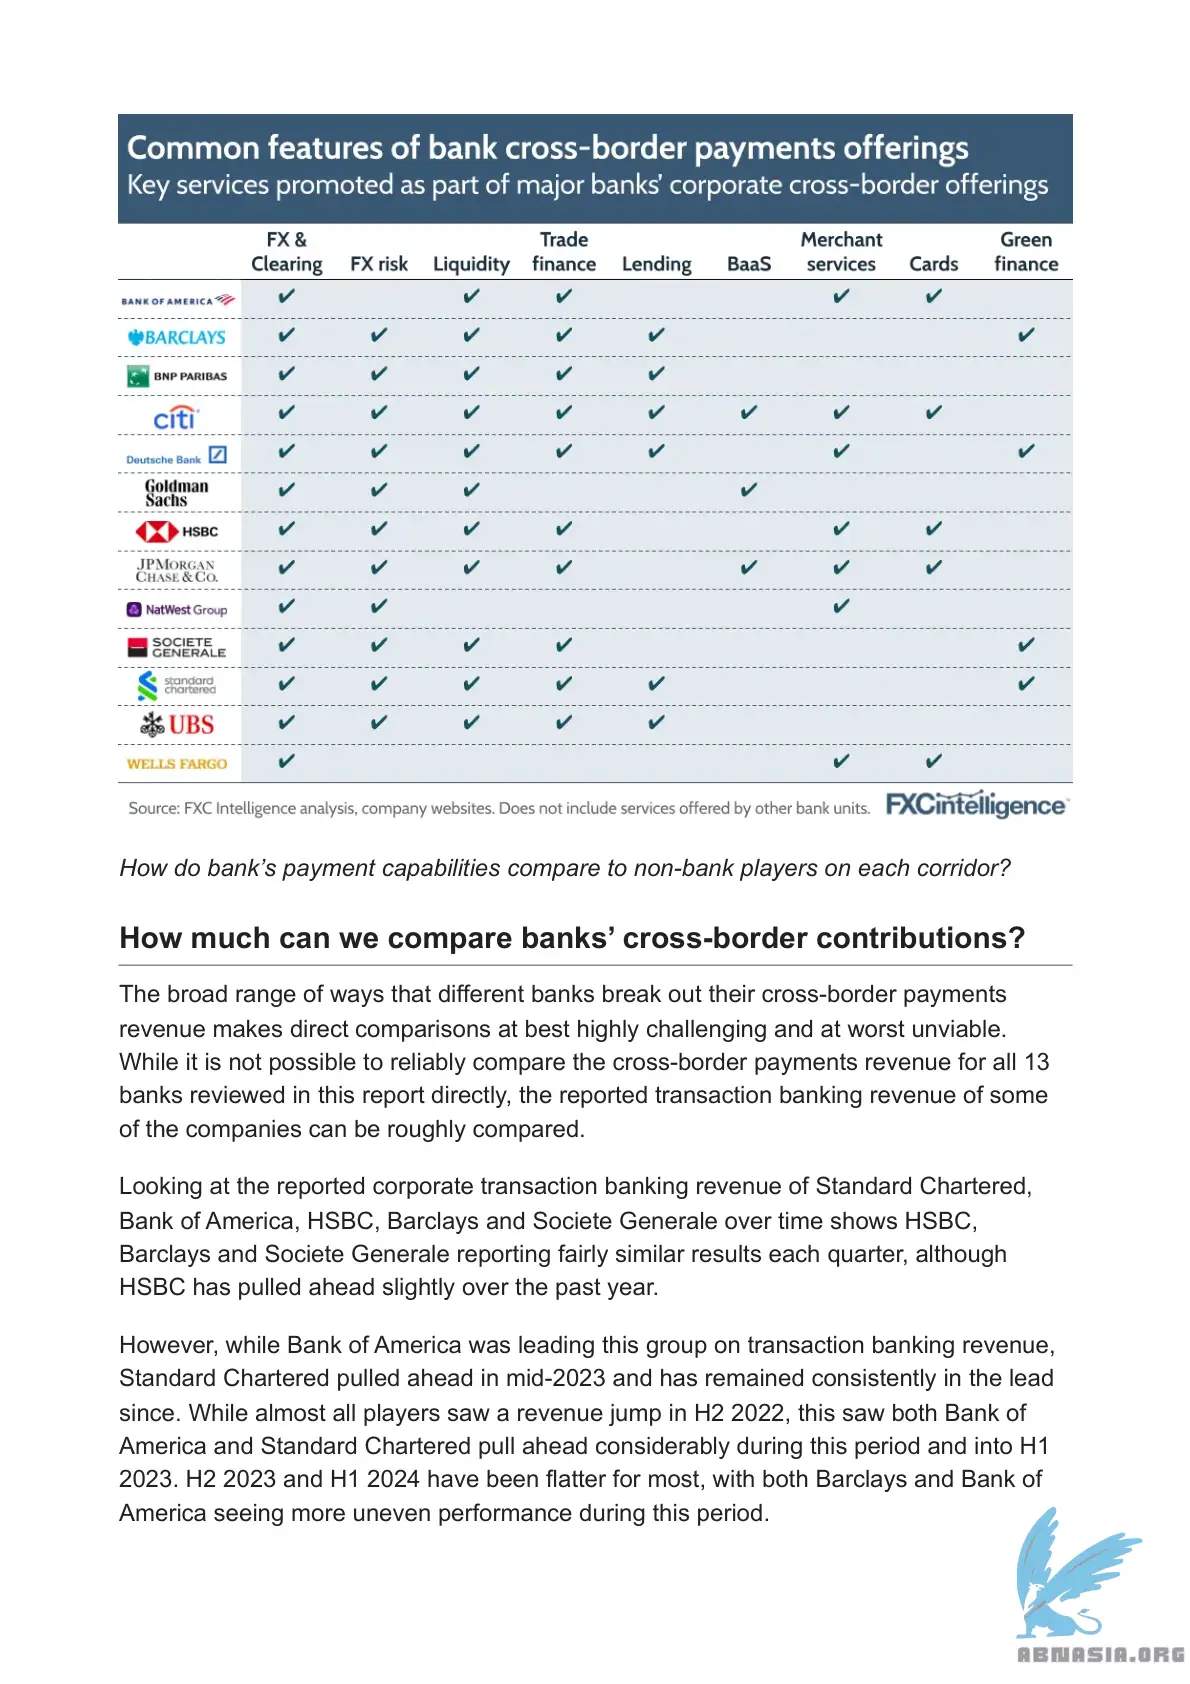 Common features of bank cross-border payments offerings
Key services promoted as part of major banks' corporate cross-border offerings
FX & Clearing FX risk Liquidity Trade finance Lending BaaS Merchant services Cards Green finance
BANK OF AMERICA ✔ ✔ ✔ ✔ ✔
BARCLAYS ✔ ✔ ✔ ✔ ✔ ✔
BNP PARIBAS ✔ ✔ ✔ ✔ ✔
citi ✔ ✔ ✔ ✔ ✔ ✔ ✔ ✔
Deutsche Bank ✔ ✔ ✔ ✔ ✔ ✔ ✔
Goldman Sachs ✔ ✔ ✔ ✔
HSBC ✔ ✔ ✔ ✔ ✔ ✔
JPMORGAN CHASE & CO. ✔ ✔ ✔ ✔ ✔ ✔ ✔
NatWest Group ✔ ✔ ✔
SOCIETE GENERALE ✔ ✔ ✔ ✔ ✔
standard chartered ✔ ✔ ✔ ✔ ✔ ✔
UBS ✔ ✔ ✔ ✔ ✔
WELLS FARGO ✔ ✔ ✔
Source: FXC Intelligence analysis, company websites. Does not include services offered by other bank units. FXCintelligence™
How do bank's payment capabilities compare to non-bank players on each corridor?
How much can we compare banks' cross-border contributions?
The broad range of ways that different banks break out their cross-border payments
revenue makes direct comparisons at best highly challenging and at worst unviable.
While it is not possible to reliably compare the cross-border payments revenue for all 13
banks reviewed in this report directly, the reported transaction banking revenue of some
of the companies can be roughly compared.
Looking at the reported corporate transaction banking revenue of Standard Chartered,
Bank of America, HSBC, Barclays and Societe Generale over time shows HSBC,
Barclays and Societe Generale reporting fairly similar results each quarter, although
HSBC has pulled ahead slightly over the past year.
However, while Bank of America was leading this group on transaction banking revenue,
Standard Chartered pulled ahead in mid-2023 and has remained consistently in the lead
since. While almost all players saw a revenue jump in H2 2022, this saw both Bank of
America and Standard Chartered pull ahead considerably during this period and into H1
2023. H2 2023 and H1 2024 have been flatter for most, with both Barclays and Bank of
America seeing more uneven performance during this period.
ABNASIA.ORG